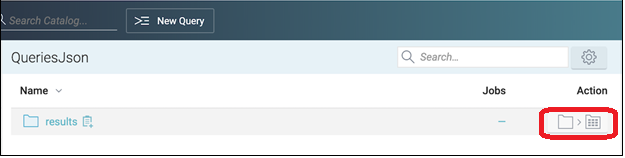 Search Catalog... New Query
QueriesJson Search...
Name Jobs Action
results –